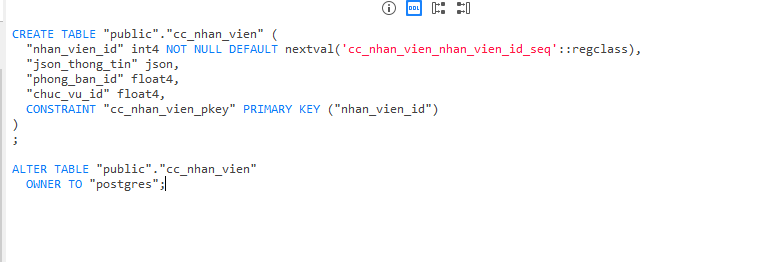 DDL
CREATE TABLE "public"."cc_nhan_vien" (
  "nhan_vien_id" int4 NOT NULL DEFAULT nextval('cc_nhan_vien_nhan_vien_id_seq'::regclass),
  "json_thong_tin" json,
  "phong_ban_id" float4,
  "chuc_vu_id" float4,
  CONSTRAINT "cc_nhan_vien_pkey" PRIMARY KEY ("nhan_vien_id")
)
;
ALTER TABLE "public"."cc_nhan_vien"
  OWNER TO "postgres";